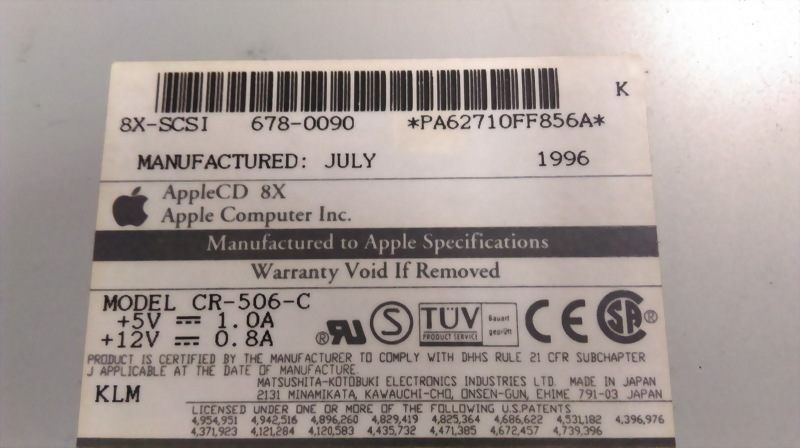 K
8X-SCSI 678-0090 *PA62710FF856A*
MANUFACTURED: JULY 1996
AppleCD 8X
Apple Computer Inc.
Manufactured to Apple Specifications
Warranty Void If Removed
MODEL CR-506-C
+5V ⎓ 1.0A
+12V ⎓ 0.8A
® S TÜV PRODUCT SERVICE Bauart geprüft CE SA ®
PRODUCT IS CERTIFIED BY THE MANUFACTURER TO COMPLY WITH DHHS RULE 21 CFR SUBCHAPTER
J APPLICABLE AT THE DATE OF MANUFACTURE.
MATSUSHITA-KOTOBUKI ELECTRONICS INDUSTRIES LTD. MADE IN JAPAN
KLM 2131 MINAMIKATA, KAWAUCHI-CHO, ONSEN-GUN, EHIME 791-03 JAPAN
LICENSED UNDER ONE OR MORE OF THE FOLLOWING U.S.PATENTS
4,954,951 4,942,516 4,896,260 4,829,419 4,825,364 4,686,622 4,531,182 4,396,976
4,371,923 4,121,284 4,120,583 4,435,732 4,471,385 4,672,457 4,739,396